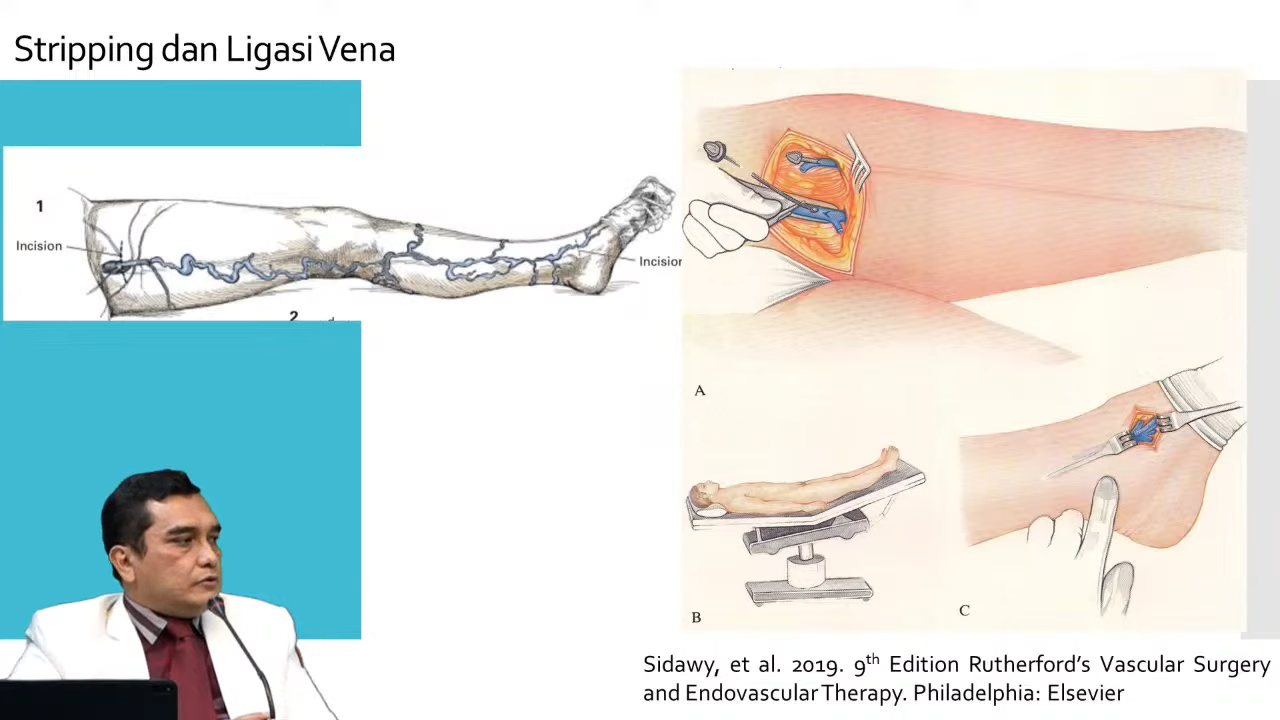 Stripping dan Ligasi Vena
1
Incision
Incision
2
A
B
C
Sidawy, et al. 2019. 9th Edition Rutherford's Vascular Surgery
and Endovascular Therapy. Philadelphia: Elsevier